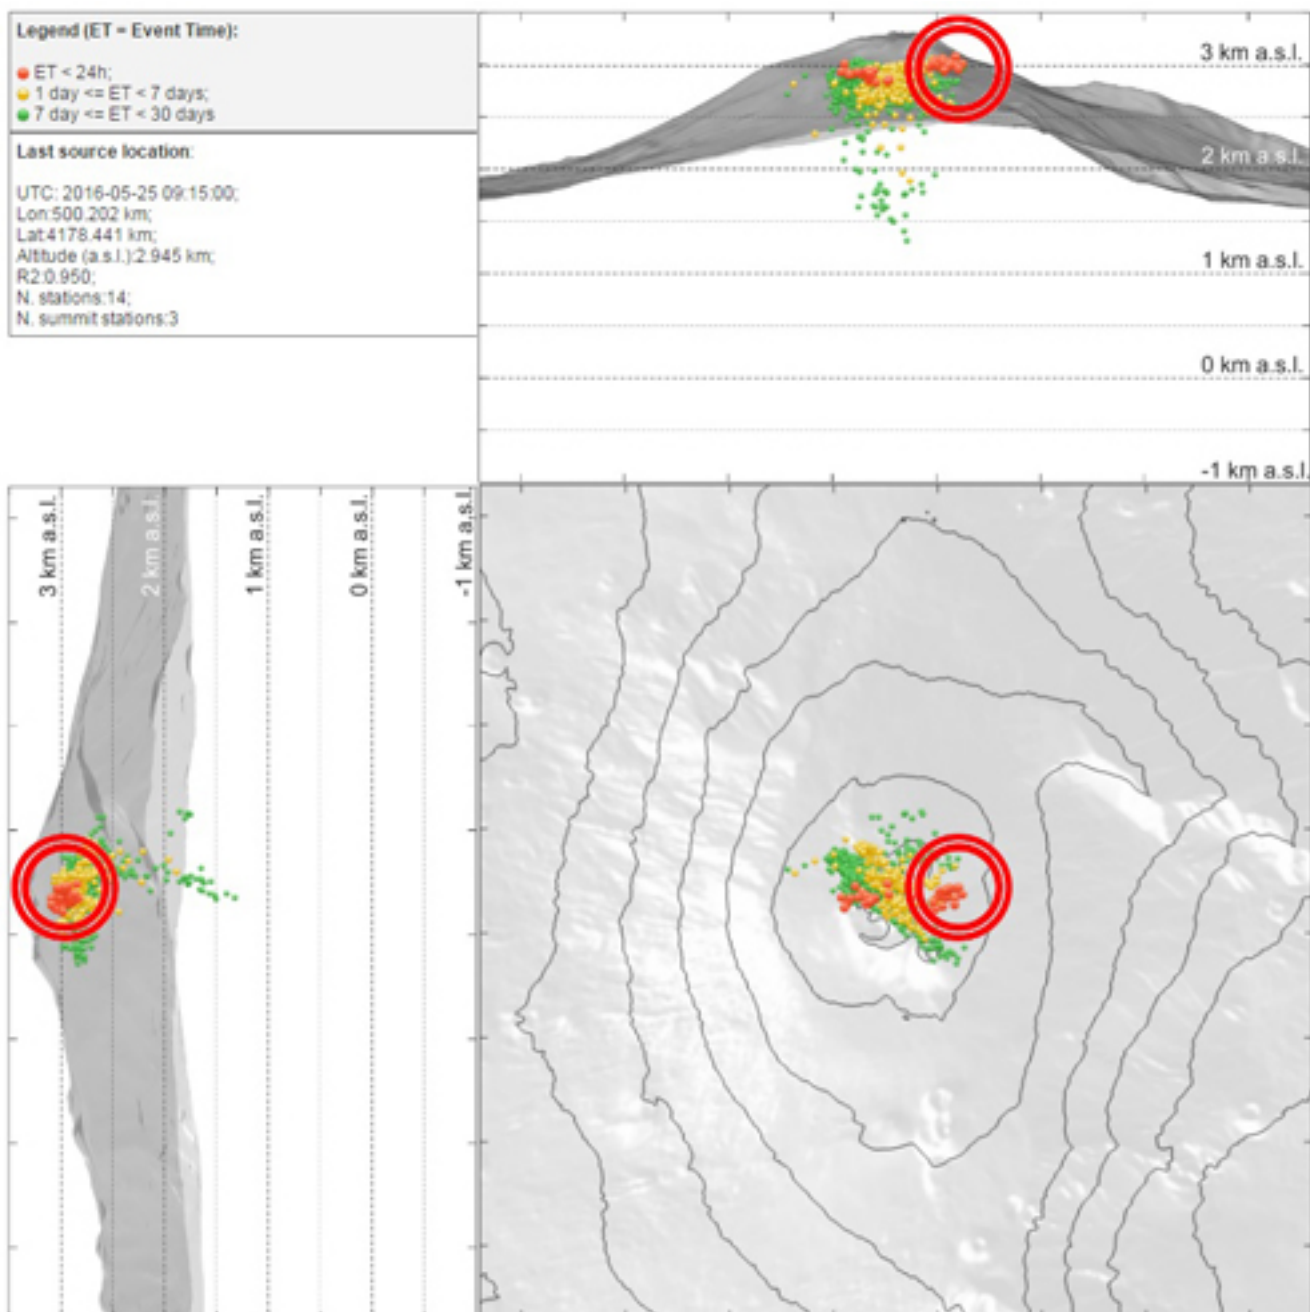 Legend (ET = Event Time):
ET < 24h;
1 day <= ET < 7 days;
7 day <= ET < 30 days
Last source location:
UTC: 2016-05-25 09:15:00;
Lon:500.202 km;
Lat:4178.441 km;
Altitude (a.s.l.):2.945 km;
R2:0.950;
N. stations:14;
N. summit stations:3
3 km a.s.l.
2 km a.s.l.
1 km a.s.l.
0 km a.s.l.
-1 km a.s.l.
3 km a.s.l.
2 km a.s.l.
1 km a.s.l.
0 km a.s.l.
-1 km a.s.l.